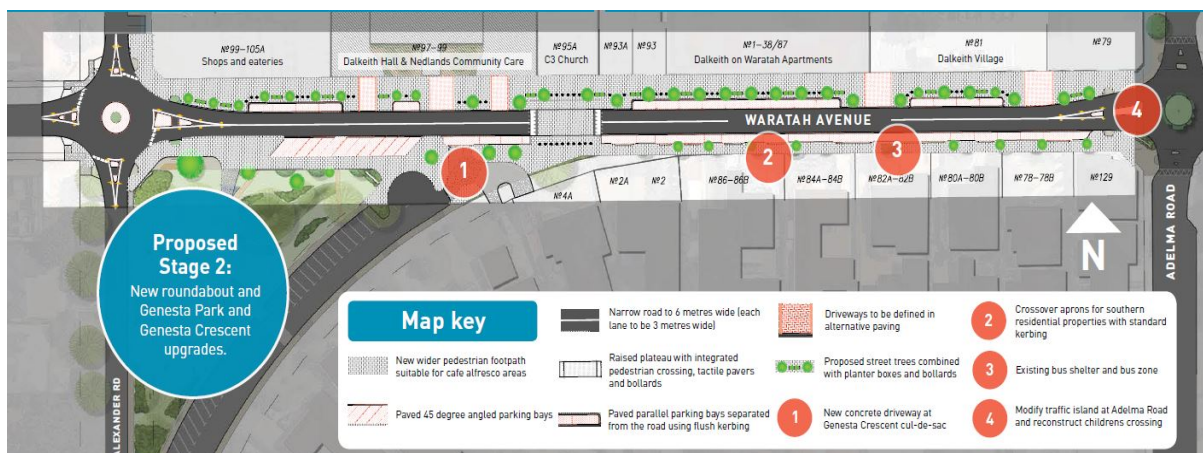 Nº99–105A
Shops and eateries
Nº97–99
Dalkeith Hall & Nedlands Community Care
Nº95A
C3 Church
Nº93A
Nº93
Nº1-38/87
Dalkeith on Waratah Apartments
Nº81
Dalkeith Village
Nº79
WARATAH AVENUE
1
2
3
4
Nº4A
Nº2A
Nº2
Nº86–86B
Nº84A–84B
Nº82A–82B
Nº80A–80B
Nº78–78B
Nº129
Proposed
Stage 2:
New roundabout and
Genesta Park and
Genesta Crescent
upgrades.
ALEXANDER RD
ADELMA ROAD
N
Map key
New wider pedestrian footpath
suitable for cafe alfresco areas
Paved 45 degree angled parking bays
Narrow road to 6 metres wide (each
lane to be 3 metres wide)
Raised plateau with integrated
pedestrian crossing, tactile pavers
and bollards
Paved parallel parking bays separated
from the road using flush kerbing
Driveways to be defined in
alternative paving
Proposed street trees combined
with planter boxes and bollards
1
New concrete driveway at
Genesta Crescent cul-de-sac
2
Crossover aprons for southern
residential properties with standard
kerbing
3
Existing bus shelter and bus zone
4
Modify traffic island at Adelma Road
and reconstruct childrens crossing